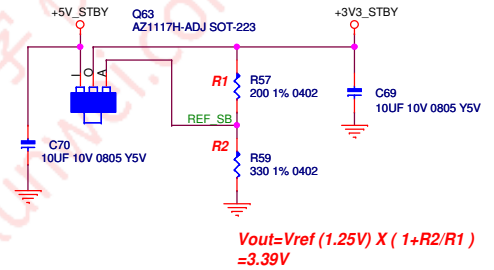 +5V_STBY
Q63
AZ1117H-ADJ SOT-223
+3V3_STBY
I
O
A
R1
R57
200 1% 0402
C69
10UF 10V 0805 Y5V
REF_SB
R2
R59
330 1% 0402
C70
10UF 10V 0805 Y5V
Vout=Vref (1.25V) X ( 1+R2/R1 )
=3.39V